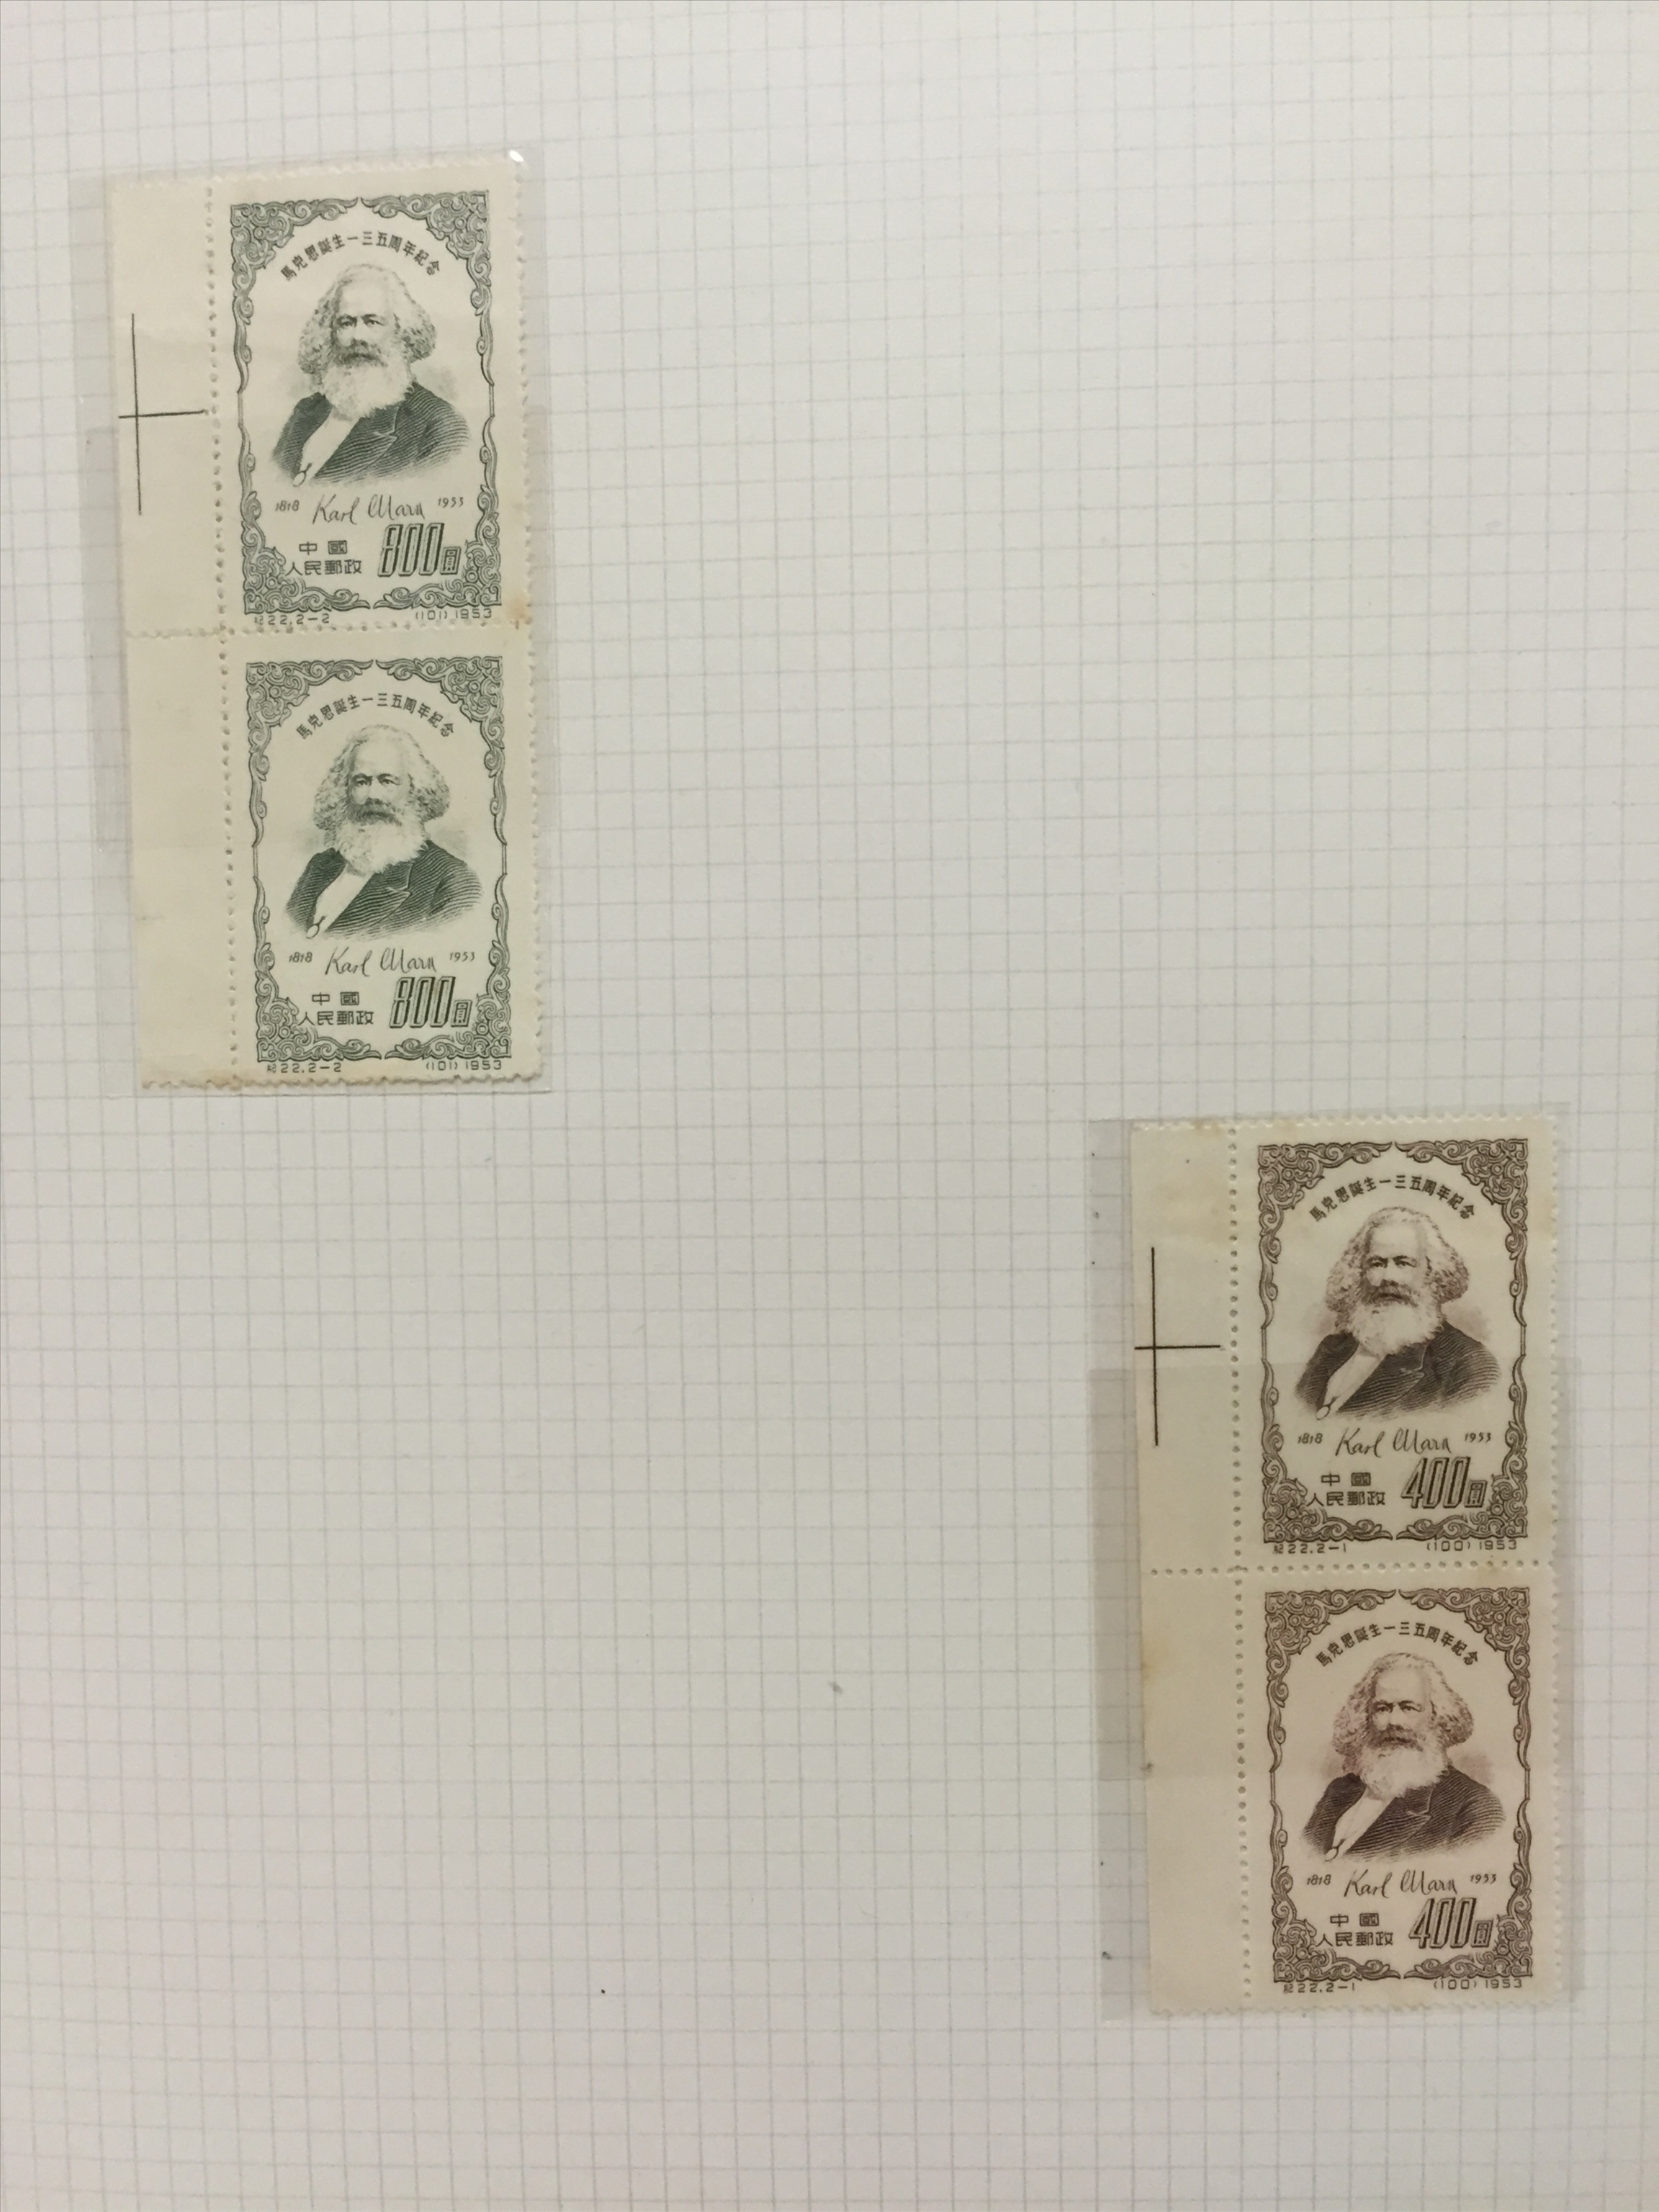 馬克思誕生一三五周年紀念
1818 Karl Marx 1953
中國
人民郵政 800圓
紀22.2-2 (101) 1953
馬克思誕生一三五周年紀念
1818 Karl Marx 1953
中國
人民郵政 800圓
紀22.2-2 (101) 1953
馬克思誕生一三五周年紀念
1818 Karl Marx 1953
中國
人民郵政 400圓
紀22.2-1 (100) 1953
馬克思誕生一三五周年紀念
1818 Karl Marx 1953
中國
人民郵政 400圓
紀22.2-1 (100) 1953